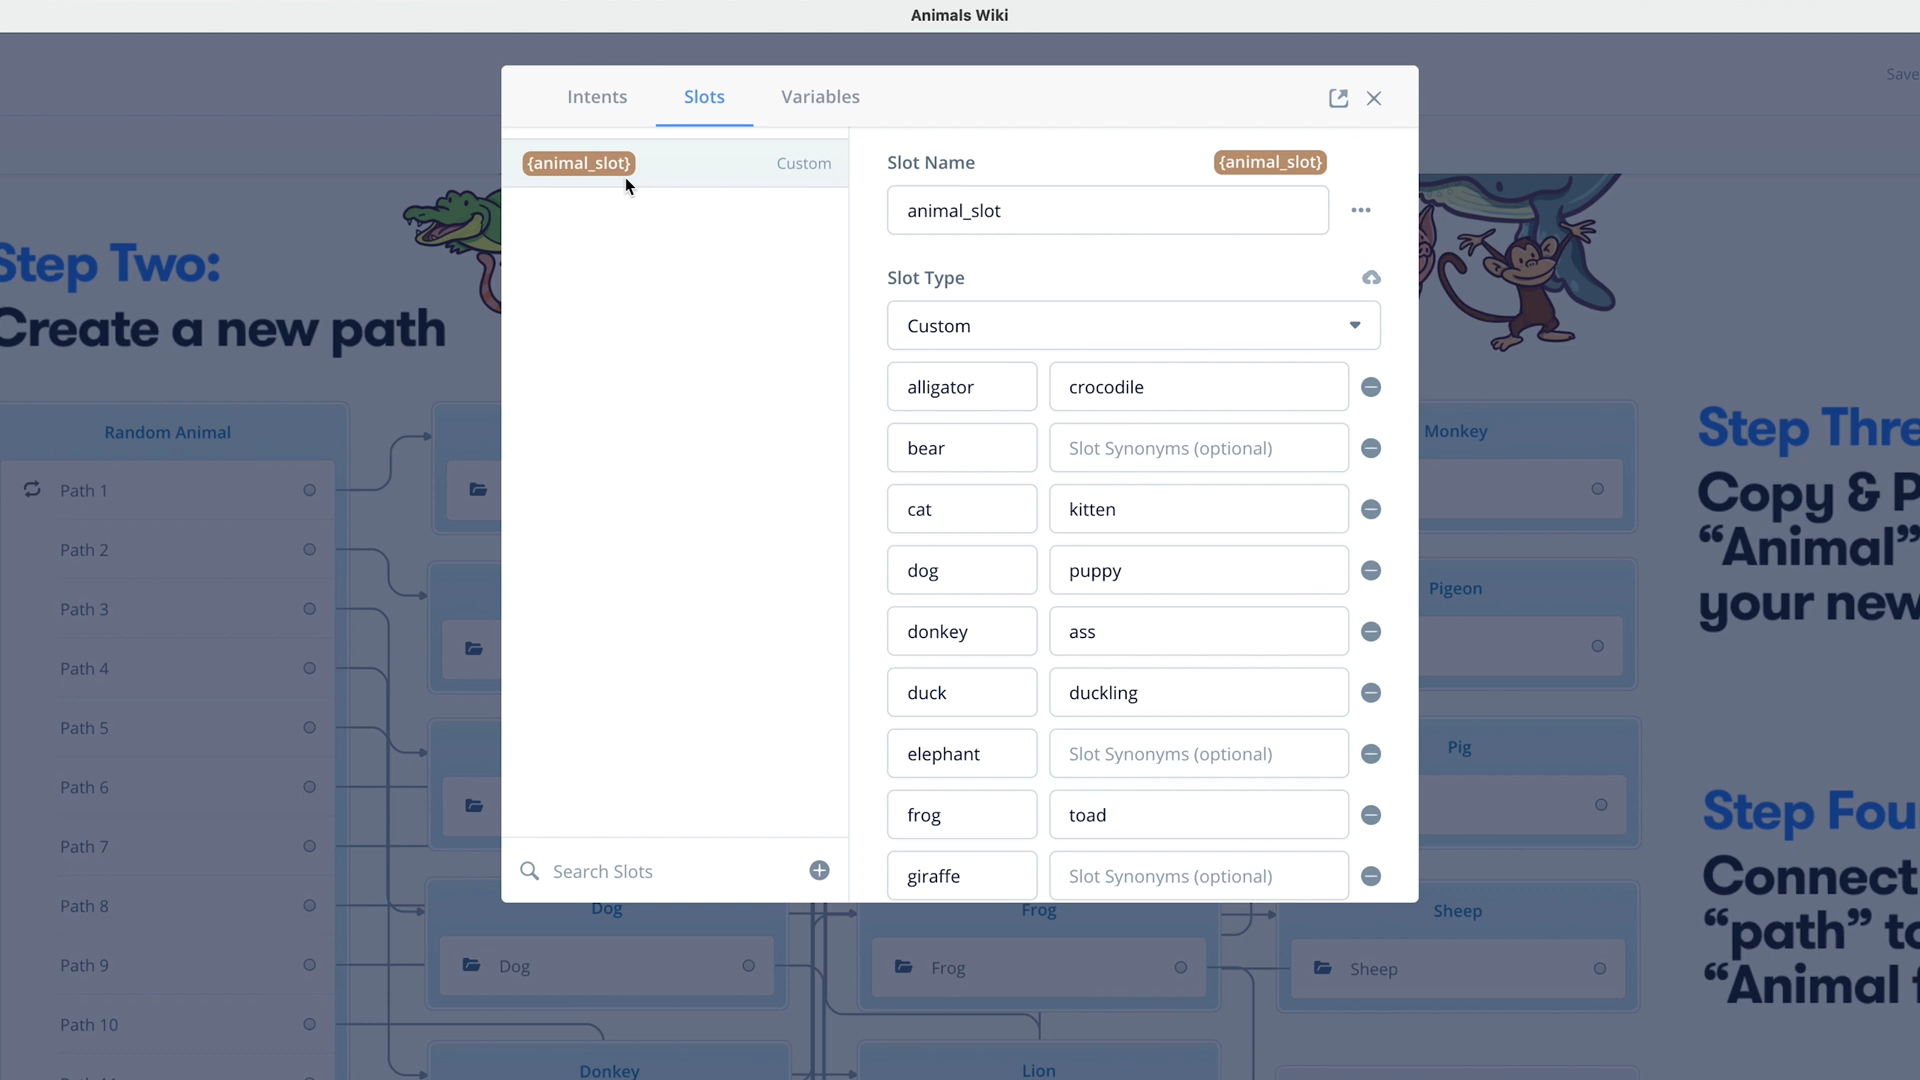 Animals Wiki
Save
Intents
Slots
Variables
{animal_slot}
Custom
Search Slots
Slot Name
{animal_slot}
animal_slot
Slot Type
Custom
alligator
crocodile
bear
Slot Synonyms (optional)
cat
kitten
dog
puppy
donkey
ass
duck
duckling
elephant
Slot Synonyms (optional)
frog
toad
giraffe
Slot Synonyms (optional)
Step Two:
Create a new path
Random Animal
Path 1
Path 2
Path 3
Path 4
Path 5
Path 6
Path 7
Path 8
Path 9
Path 10
Dog
Dog
Donkey
Frog
Frog
Lion
Monkey
Pigeon
Pig
Sheep
Sheep
Step Thre
Copy & P
“Animal”
your new
Step Fou
Connect
“path” to
“Animal f